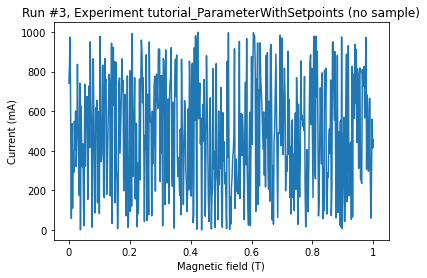 Run #3, Experiment tutorial_ParameterWithSetpoints (no sample)
1000
800
600
400
200
0
Current (mA)
0 0.2 0.4 0.6 0.8 1
Magnetic field (T)